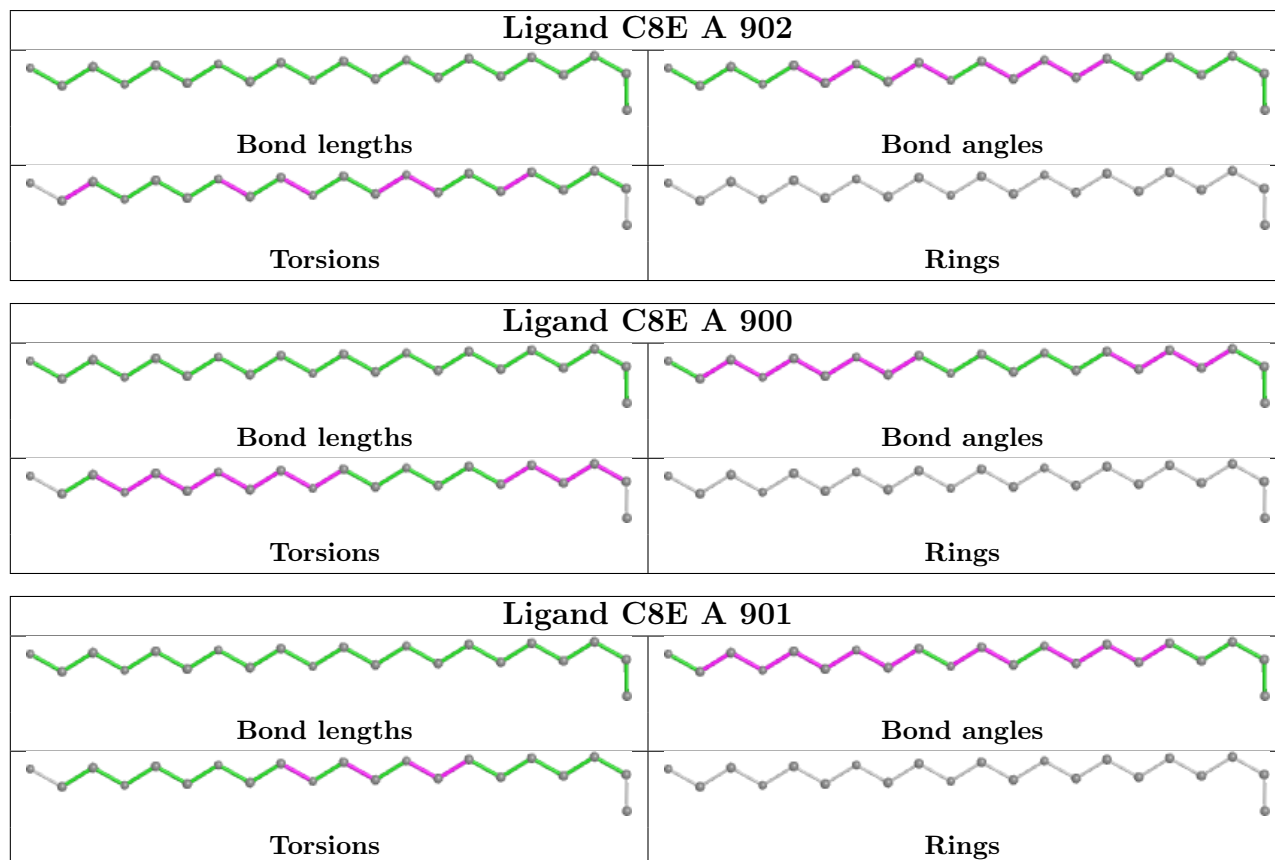 Ligand C8E A 902
Bond lengths Bond angles
Torsions Rings
Ligand C8E A 900
Bond lengths Bond angles
Torsions Rings
Ligand C8E A 901
Bond lengths Bond angles
Torsions Rings